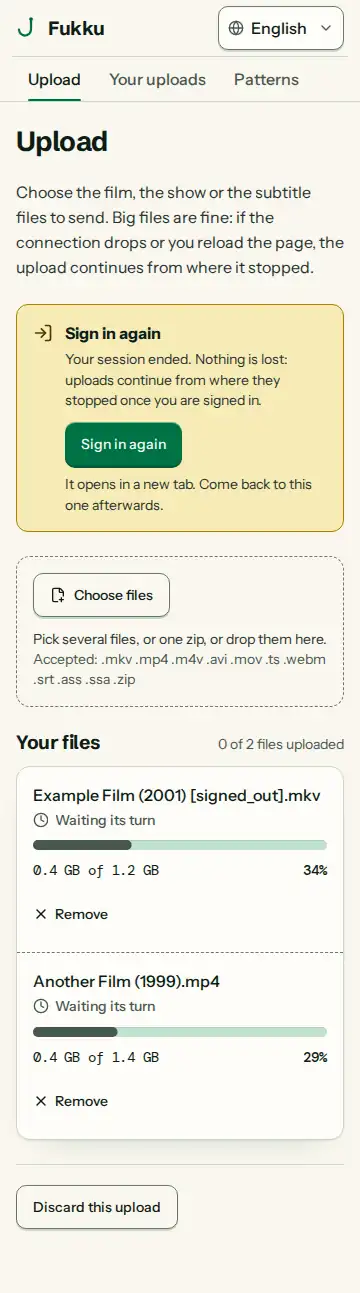 Fukku
English
Upload
Your uploads
Patterns
Upload
Choose the film, the show or the subtitle
files to send. Big files are fine: if the
connection drops or you reload the page, the
upload continues from where it stopped.
Sign in again
Your session ended. Nothing is lost:
uploads continue from where they
stopped once you are signed in.
Sign in again
It opens in a new tab. Come back to this
one afterwards.
Choose files
Pick several files, or one zip, or drop them here.
Accepted: .mkv .mp4 .m4v .avi .mov .ts .webm
.srt .ass .ssa .zip
Your files
0 of 2 files uploaded
Example Film (2001) [signed_out].mkv
Waiting its turn
0.4 GB of 1.2 GB
34%
Remove
Another Film (1999).mp4
Waiting its turn
0.4 GB of 1.4 GB
29%
Remove
Discard this upload